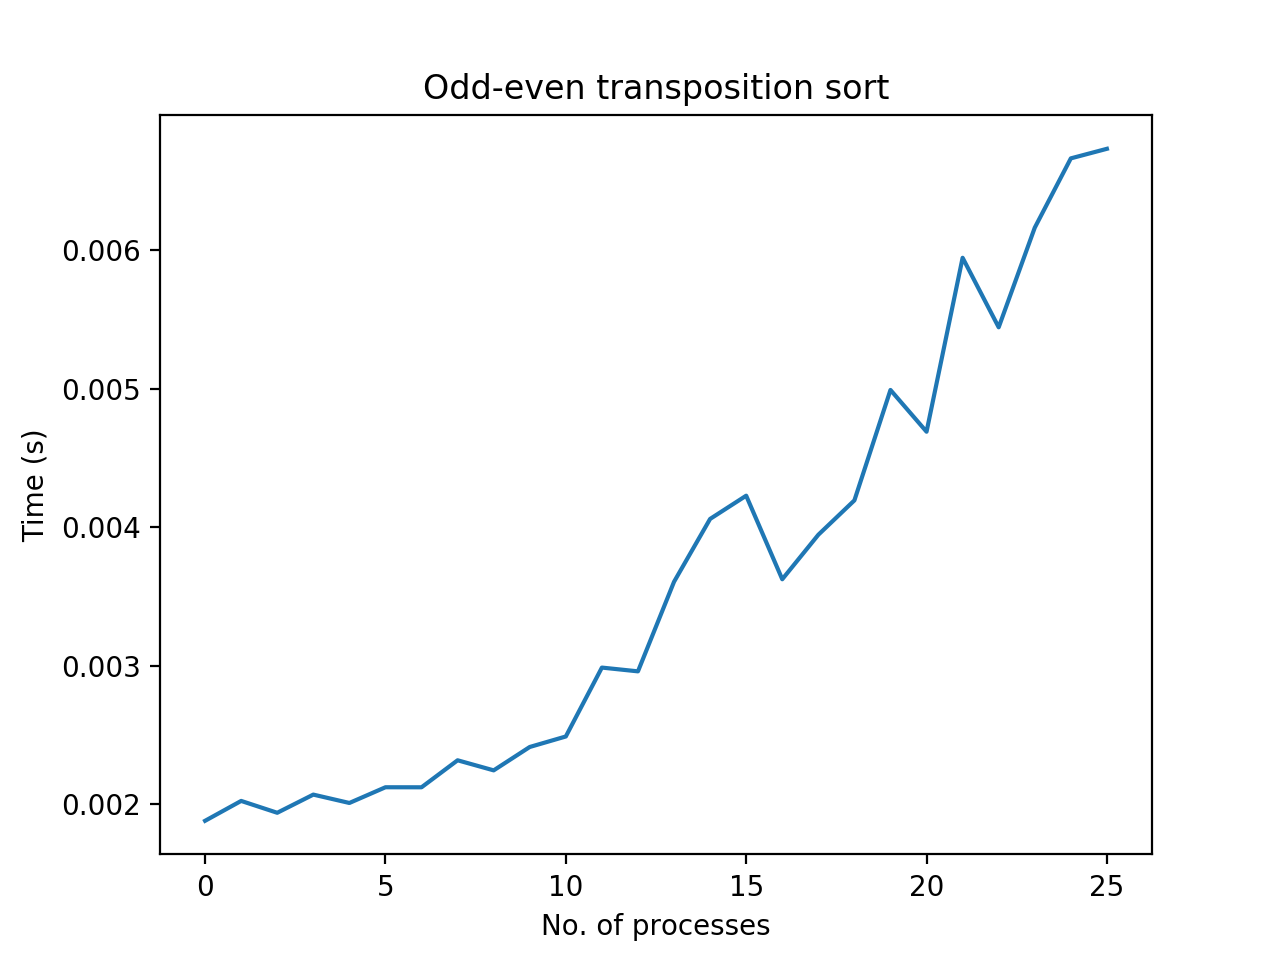 Odd-even transposition sort
0.006
0.005
0.004
0.003
0.002
Time (s)
0 5 10 15 20 25
No. of processes